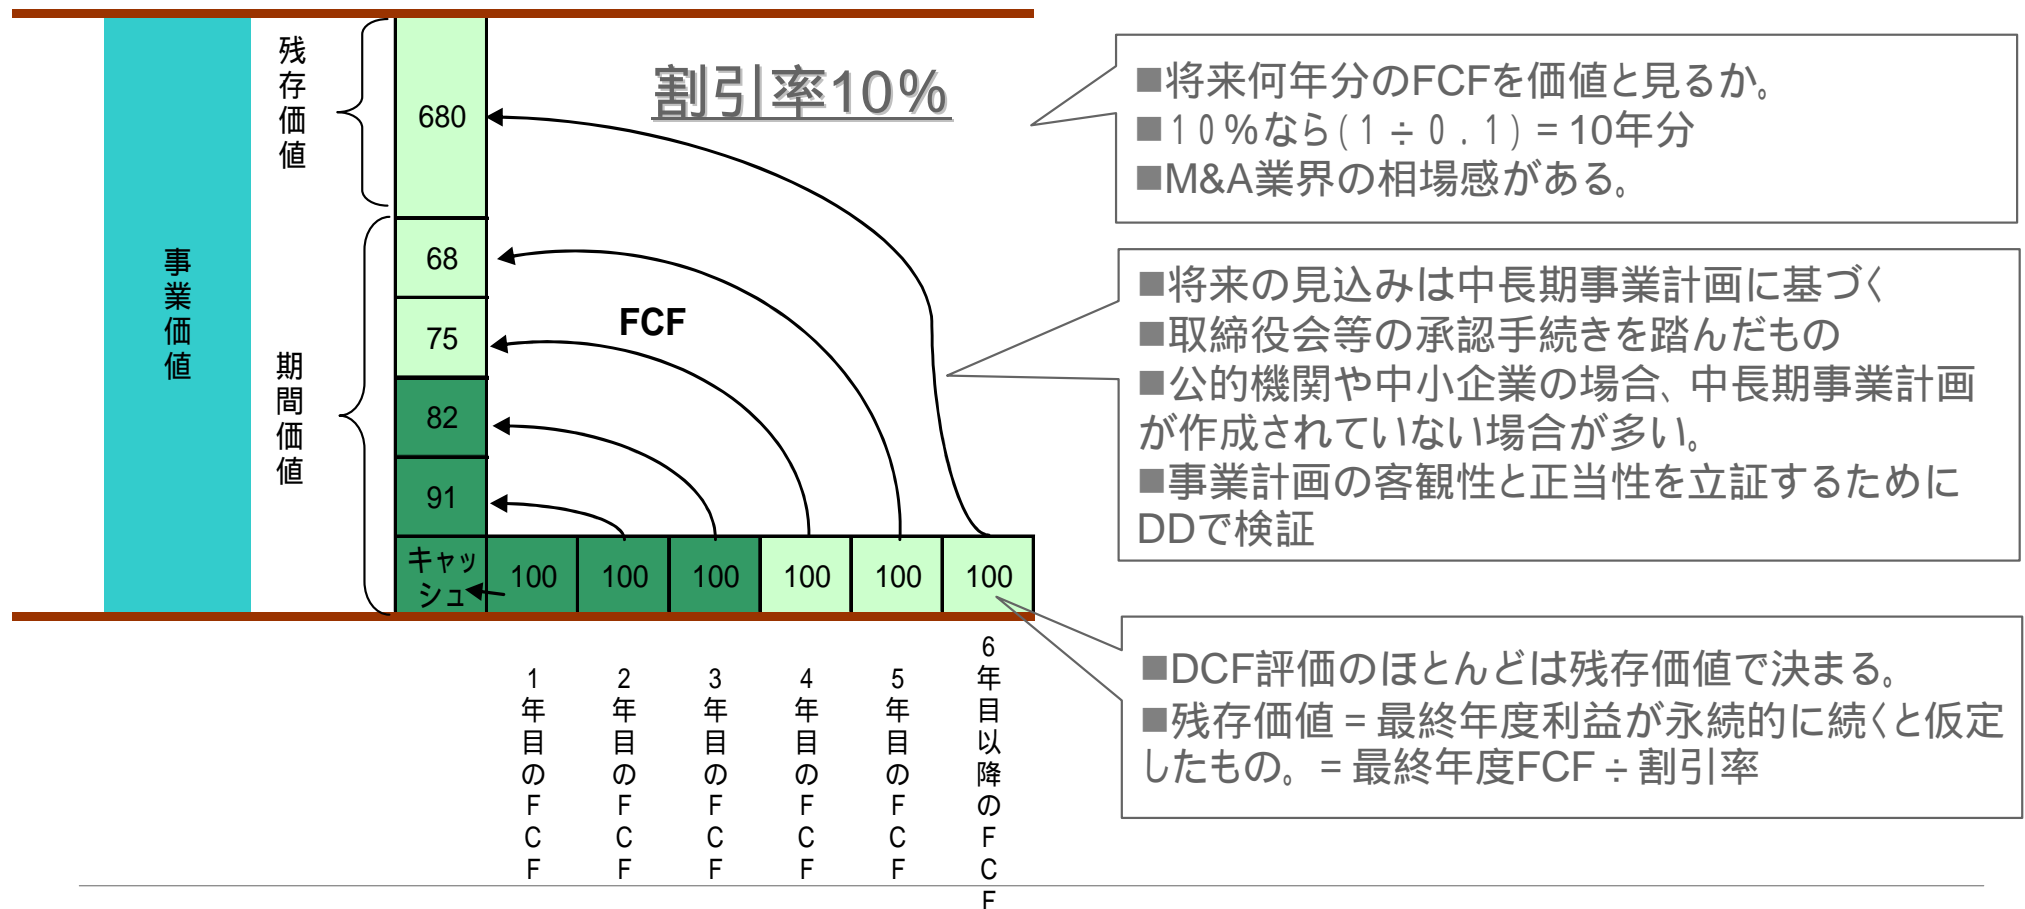 事業価値
残存価値
期間価値
割引率10%
680
68
75
82
91
FCF
キャッ
シュ
100
100
100
100
100
100
1年目のFCF
2年目のFCF
3年目のFCF
4年目のFCF
5年目のFCF
6年目以降のFCF
■将来何年分のFCFを価値と見るか。
■10%なら(1÷0.1)=10年分
■M&A業界の相場感がある。
■将来の見込みは中長期事業計画に基づく
■取締役会等の承認手続きを踏んだもの
■公的機関や中小企業の場合、中長期事業計画
が作成されていない場合が多い。
■事業計画の客観性と正当性を立証するために
DDで検証
■DCF評価のほとんどは残存価値で決まる。
■残存価値=最終年度利益が永続的に続くと仮定
したもの。=最終年度FCF÷割引率